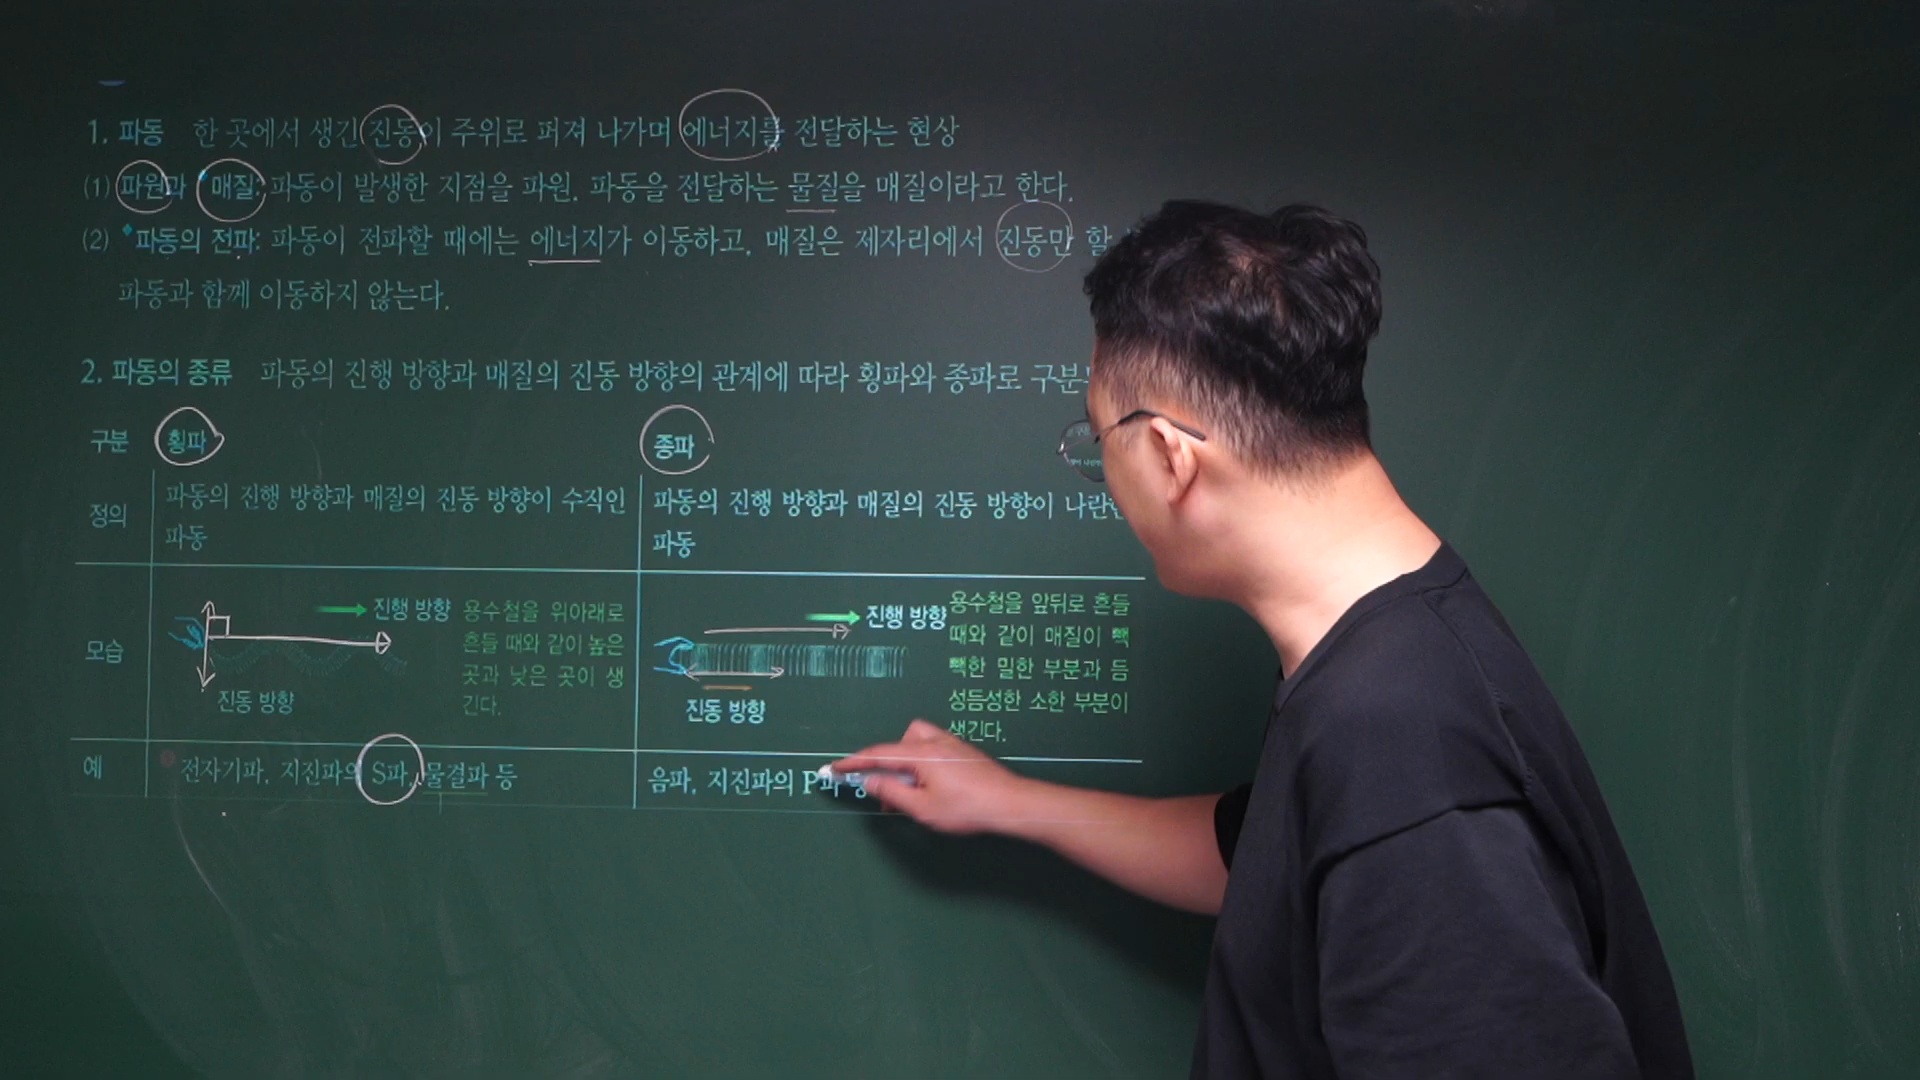 1. 파동 한 곳에서 생긴 진동이 주위로 퍼져 나가며 에너지를 전달하는 현상
(1) 파원과 매질: 파동이 발생한 지점을 파원, 파동을 전달하는 물질을 매질이라고 한다.
(2) 파동의 전파: 파동이 전파할 때에는 에너지가 이동하고, 매질은 제자리에서 진동만 할
파동과 함께 이동하지 않는다.
2. 파동의 종류 파동의 진행 방향과 매질의 진동 방향의 관계에 따라 횡파와 종파로 구분
구분 횡파 종파
정의
파동의 진행 방향과 매질의 진동 방향이 수직인
파동
파동의 진행 방향과 매질의 진동 방향이 나란한
파동
모습
진행 방향
진동 방향
용수철을 위아래로
흔들 때와 같이 높은
곳과 낮은 곳이 생
긴다.
진행 방향
진동 방향
용수철을 앞뒤로 흔들
때와 같이 매질이 빽
빽한 밀한 부분과 듬
성듬성한 소한 부분이
생긴다.
예 전자기파, 지진파의 S파, 물결파 등
음파, 지진파의 P파 등